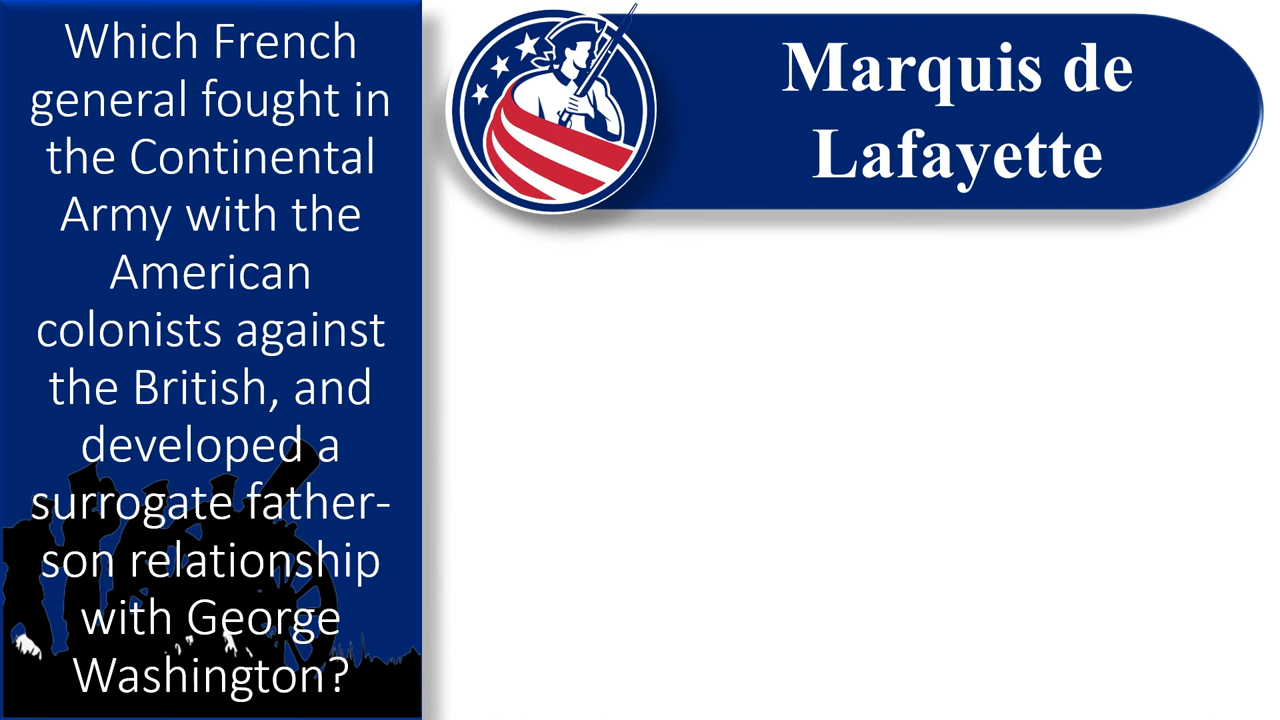 Which French
general fought in
the Continental
Army with the
American
colonists against
the British, and
developed a
surrogate father-
son relationship
with George
Washington?
Marquis de
Lafayette